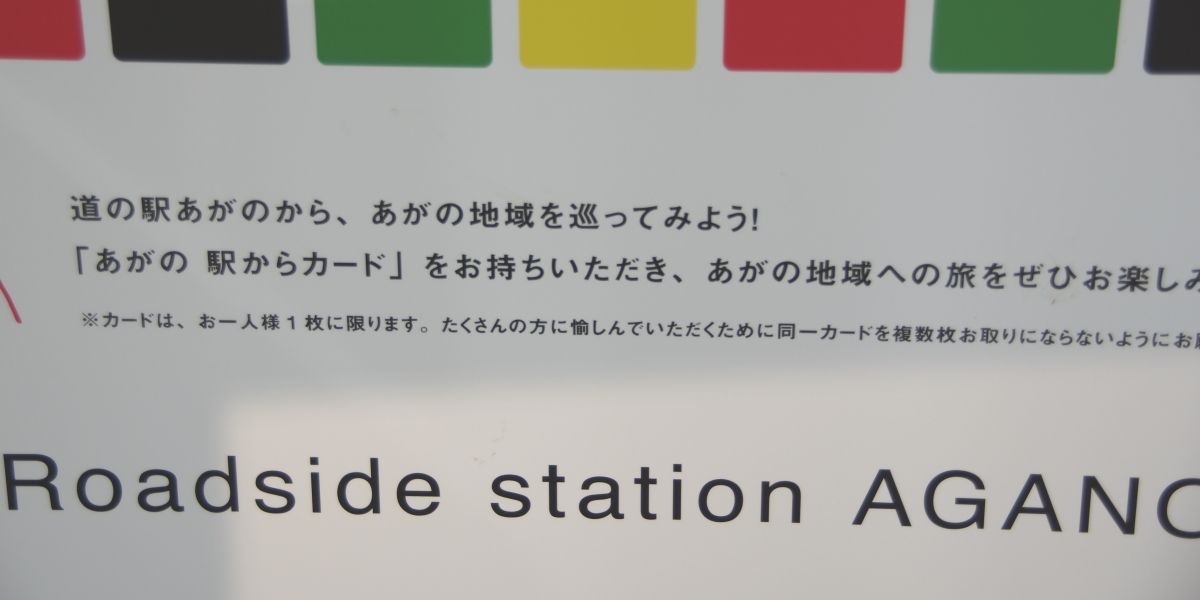 道の駅あがのから、あがの地域を巡ってみよう!
「あがの 駅からカード」をお持ちいただき、あがの地域への旅をぜひお楽しみ
※カードは、お一人様1枚に限ります。たくさんの方に愉しんでいただくために同一カードを複数枚お取りにならないようにお願
Roadside station AGANO